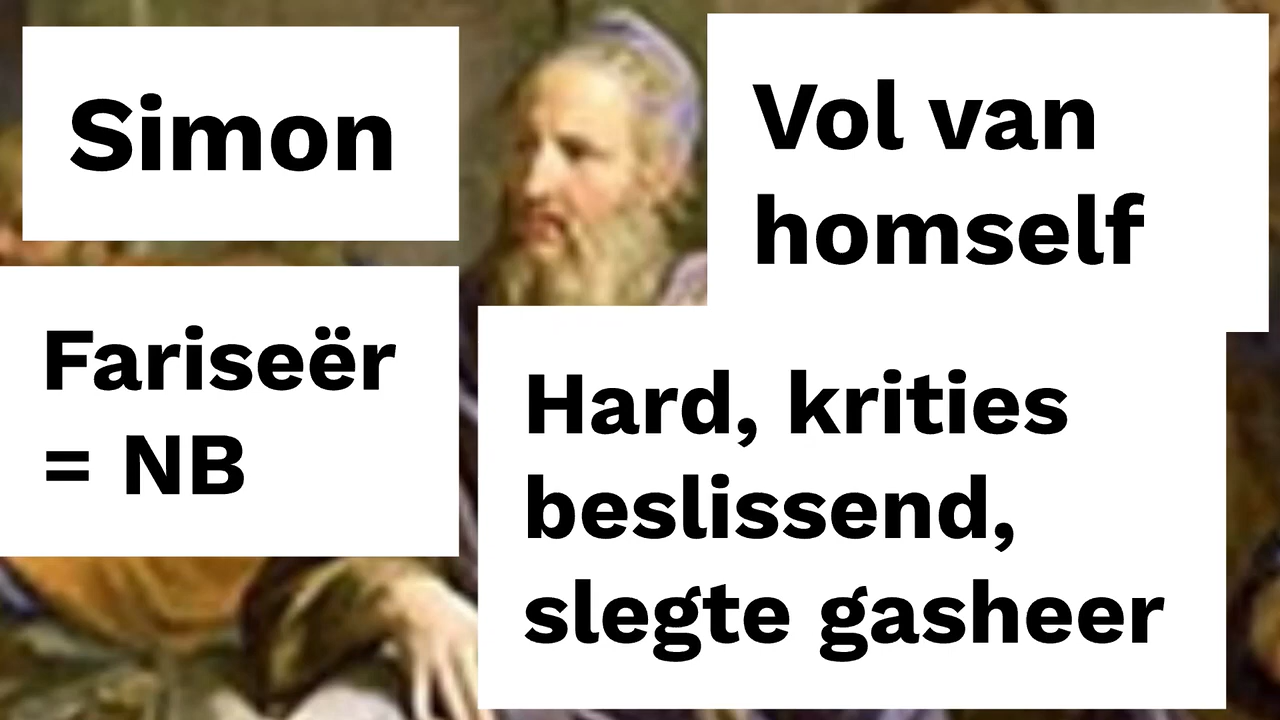 Simon
Vol van
homself
Fariseër
= NB
Hard, krities
beslissend,
slegte gasheer